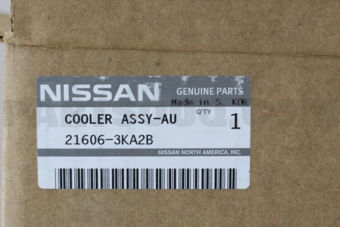 NISSAN GENUINE PARTS
Made in S. KOR
Q'TY
COOLER ASSY-AU 1
21606-3KA2B
NISSAN NORTH AMERICA, INC.